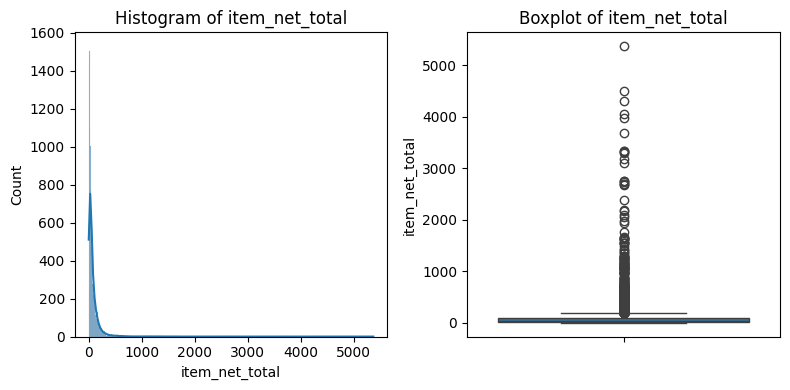 Histogram of item_net_total
1600
1400
1200
1000
800
600
400
200
0
Count
0 1000 2000 3000 4000 5000
item_net_total
Boxplot of item_net_total
5000
4000
3000
2000
1000
0
item_net_total